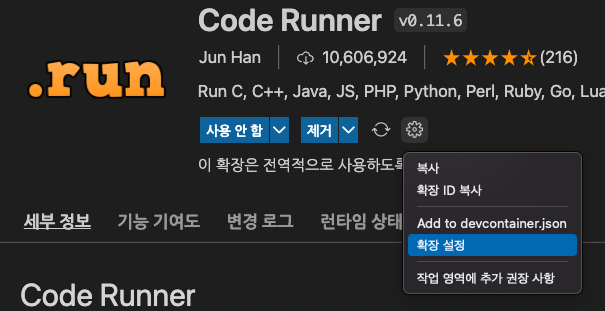 Code Runner v0.11.6
Jun Han 10,606,924 (216)
.run
Run C, C++, Java, JS, PHP, Python, Perl, Ruby, Go, Lua
사용 안 함 제거
이 확장은 전역적으로 사용하도록
복사
확장 ID 복사
Add to devcontainer.json
확장 설정
작업 영역에 추가 권장 사항
세부 정보 기능 기여도 변경 로그 런타임 상태
Code Runner